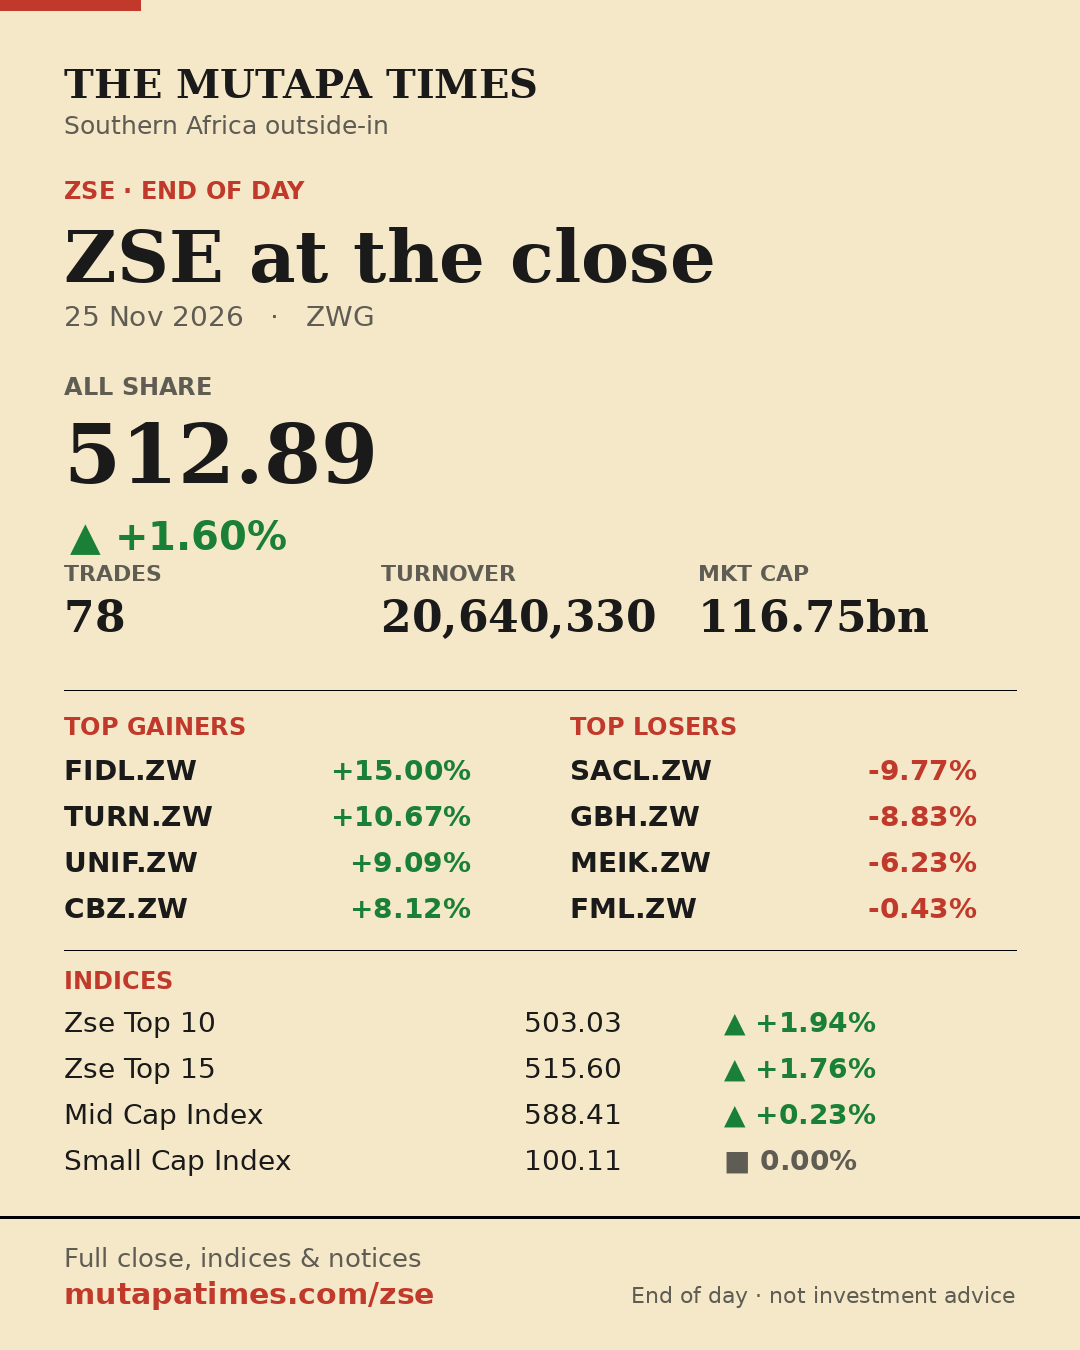 THE MUTAPA TIMES
Southern Africa outside-in
ZSE · END OF DAY
ZSE at the close
25 Nov 2026 · ZWG
ALL SHARE
512.89
▲ +1.60%
TRADES TURNOVER MKT CAP
78 20,640,330 116.75bn
TOP GAINERS TOP LOSERS
FIDL.ZW +15.00% SACL.ZW -9.77%
TURN.ZW +10.67% GBH.ZW -8.83%
UNIF.ZW +9.09% MEIK.ZW -6.23%
CBZ.ZW +8.12% FML.ZW -0.43%
INDICES
Zse Top 10 503.03 ▲ +1.94%
Zse Top 15 515.60 ▲ +1.76%
Mid Cap Index 588.41 ▲ +0.23%
Small Cap Index 100.11 ■ 0.00%
Full close, indices & notices
mutapatimes.com/zse End of day · not investment advice